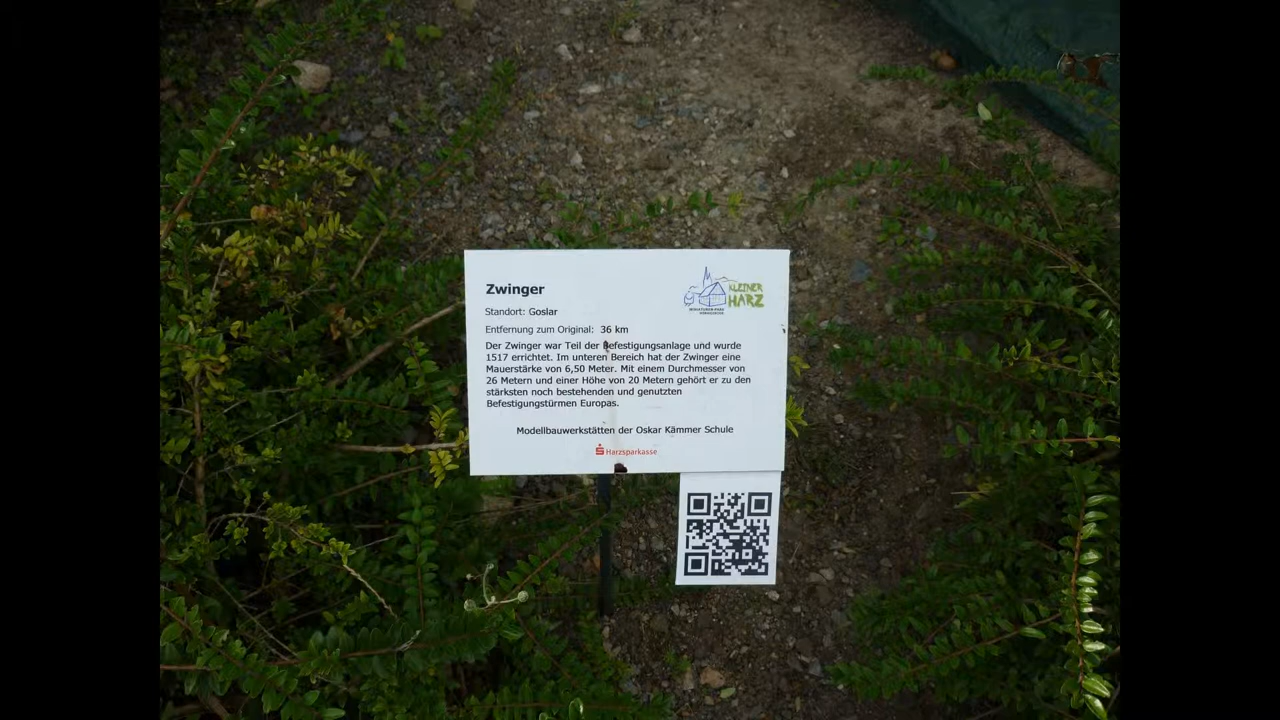 Zwinger
KLEINER
HARZ
MINIATUREN-PARK
Standort: Goslar
Entfernung zum Original: 36 km
Der Zwinger war Teil der Befestigungsanlage und wurde
1517 errichtet. Im unteren Bereich hat der Zwinger eine
Mauerstärke von 6,50 Meter. Mit einem Durchmesser von
26 Metern und einer Höhe von 20 Metern gehört er zu den
stärksten noch bestehenden und genutzten
Befestigungstürmen Europas.
Modellbauwerkstätten der Oskar Kämmer Schule
Harzsparkasse